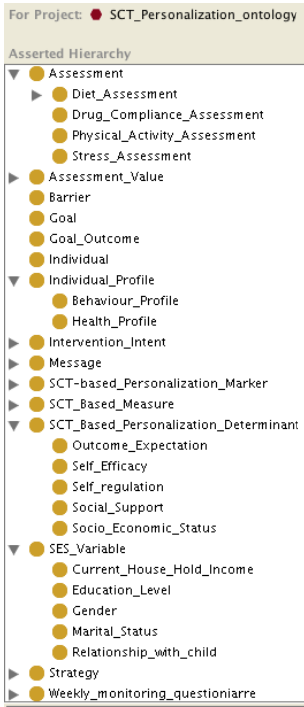 For Project: SCT_Personalization_ontology
Asserted Hierarchy
Assessment
Diet_Assessment
Drug_Compliance_Assessment
Physical_Activity_Assessment
Stress_Assessment
Assessment_Value
Barrier
Goal
Goal_Outcome
Individual
Individual_Profile
Behaviour_Profile
Health_Profile
Intervention_Intent
Message
SCT-based_Personalization_Marker
SCT_Based_Measure
SCT_Based_Personalization_Determinant
Outcome_Expectation
Self_Efficacy
Self_regulation
Social_Support
Socio_Economic_Status
SES_Variable
Current_House_Hold_Income
Education_Level
Gender
Marital_Status
Relationship_with_child
Strategy
Weekly_monitoring_questioniarre